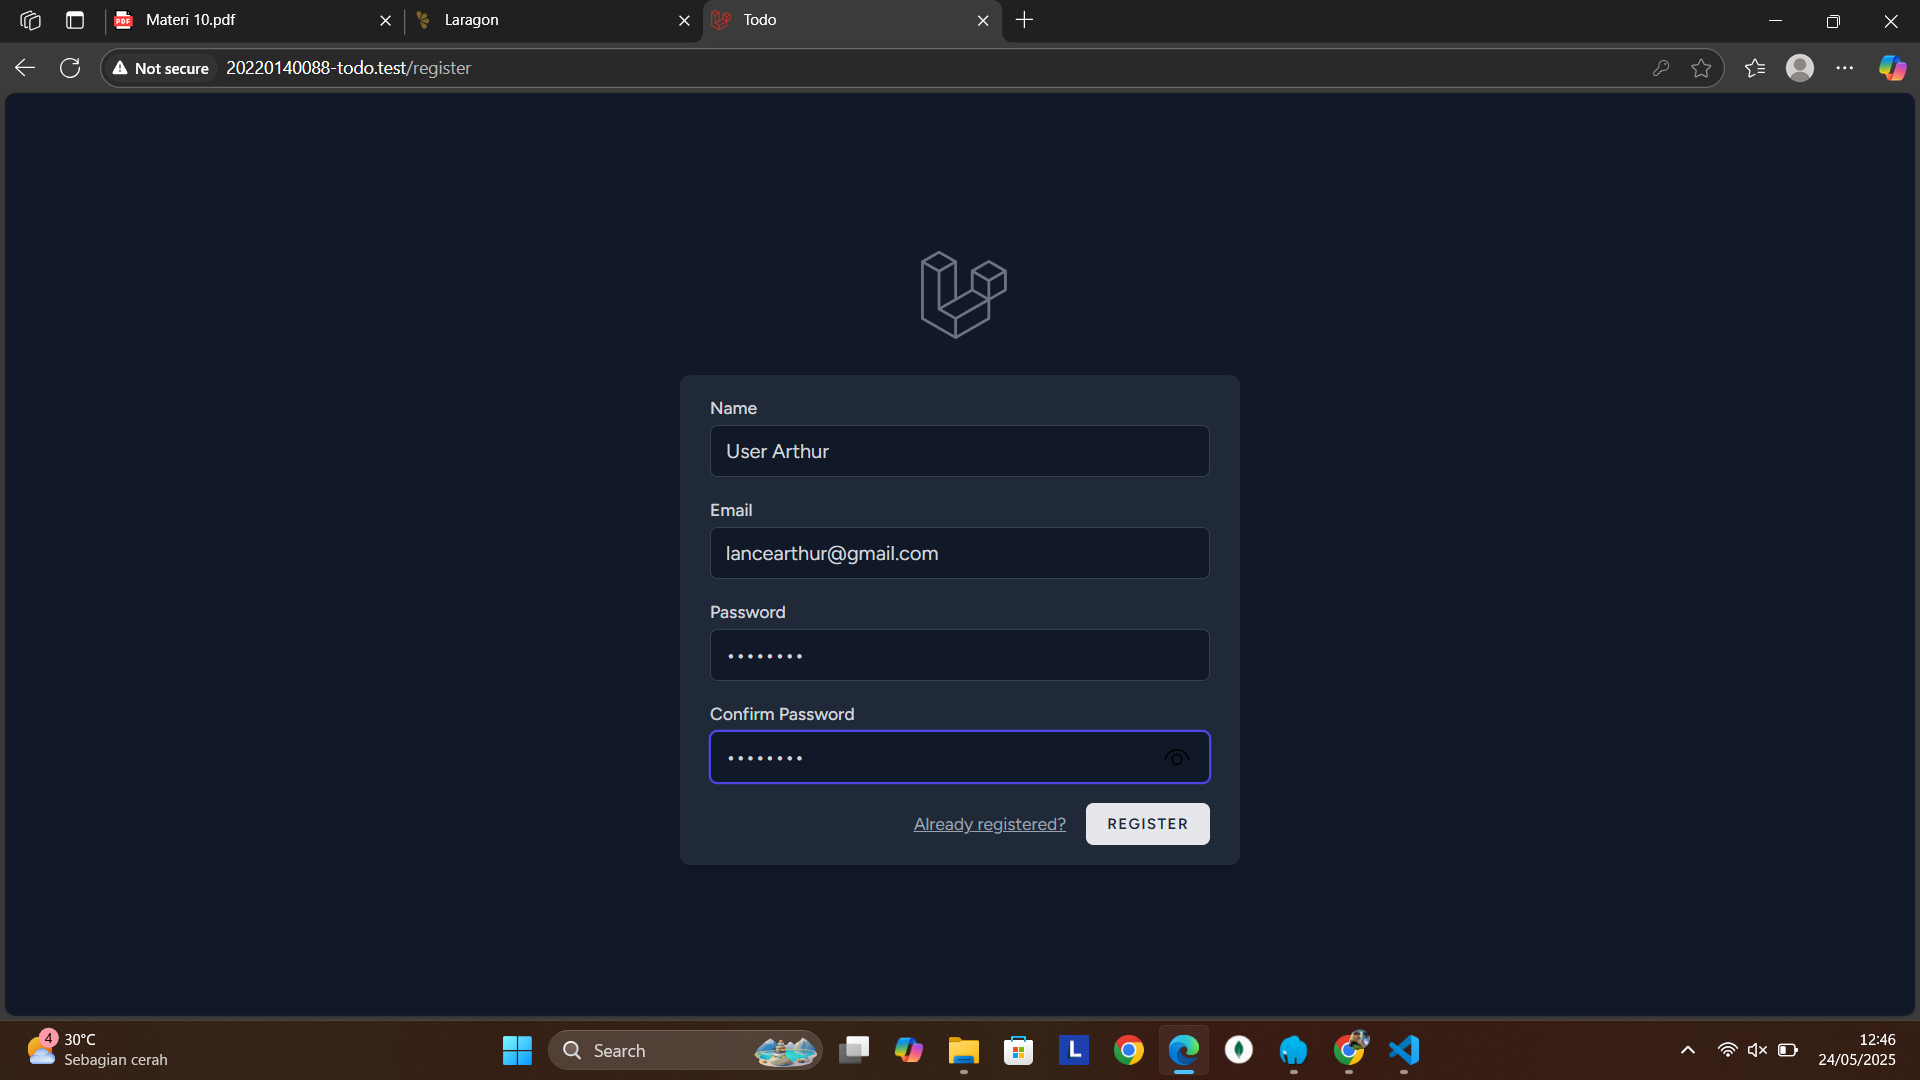 Materi 10.pdf
Laragon
Todo
Not secure
20220140088-todo.test/register
Name
User Arthur
Email
lancearthur@gmail.com
Password
••••••••
Confirm Password
••••••••
Already registered?
REGISTER
4
30°C
Sebagian cerah
Search
L
12:46
24/05/2025
PDF